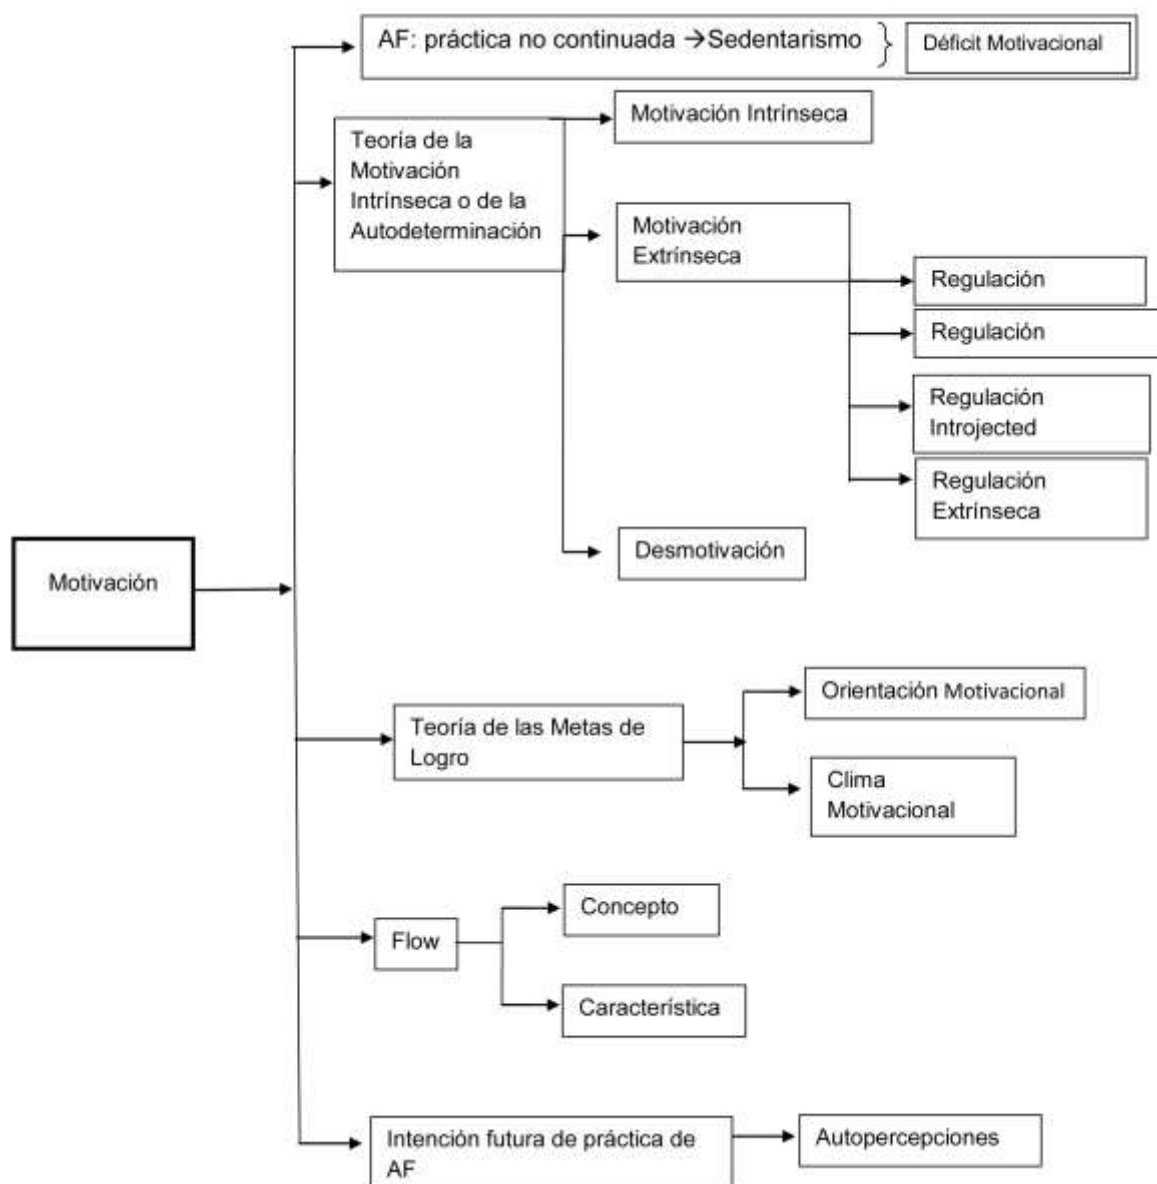 AF: práctica no continuada →Sedentarismo
Déficit Motivacional
Teoría de la
Motivación
Intrínseca o de la
Autodeterminación
Motivación Intrínseca
Motivación
Extrínseca
Regulación
Regulación
Regulación
Introjected
Regulación
Extrínseca
Desmotivación
Motivación
Teoría de las Metas de
Logro
Orientación Motivacional
Clima
Motivacional
Flow
Concepto
Característica
Intención futura de práctica de
AF
Autopercepciones